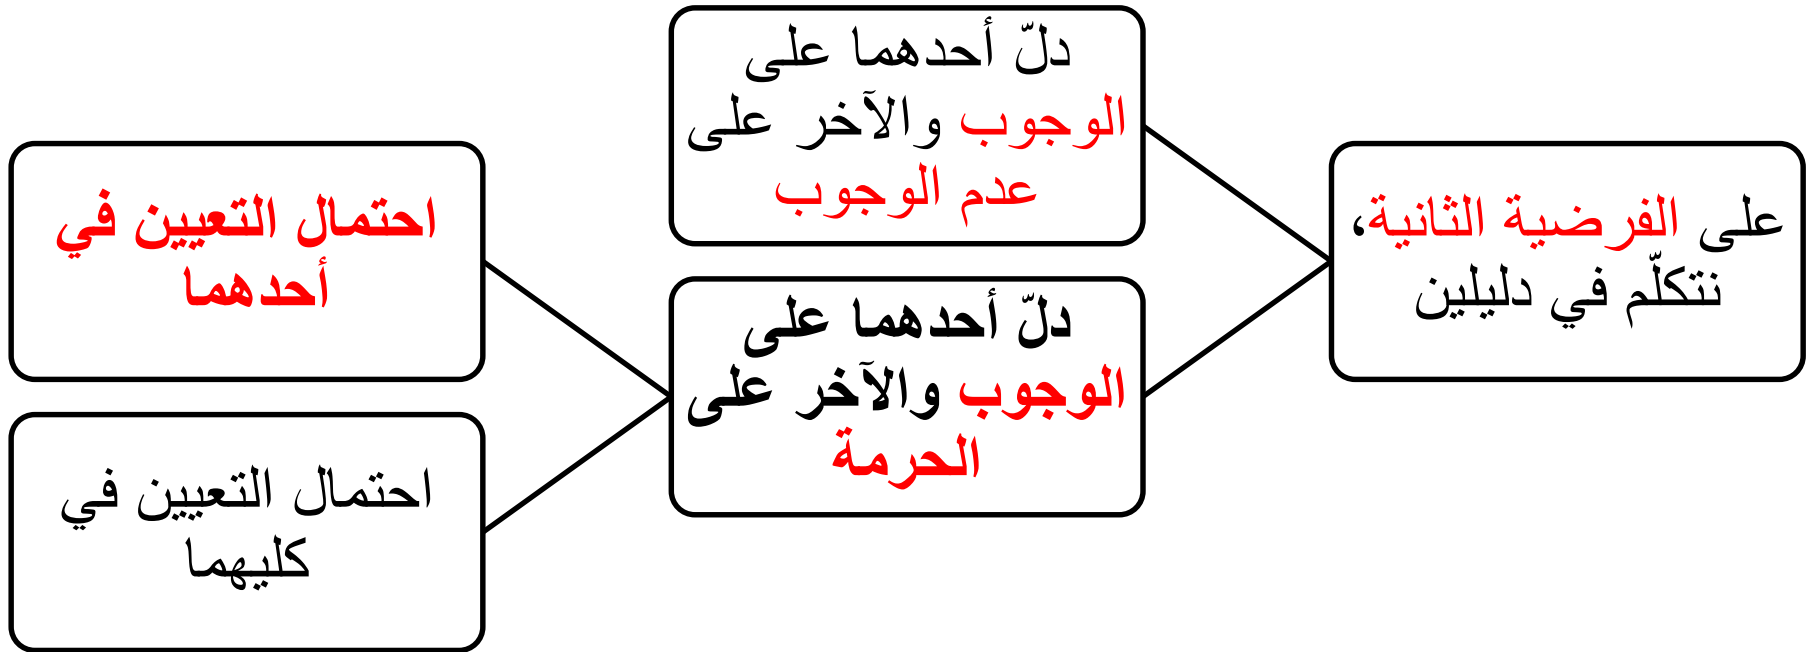 على الفرضية الثانية،
نتكلّم في دليلين
دلّ أحدهما على
الوجوب والآخر على
عدم الوجوب
دلّ أحدهما على
الوجوب والآخر على
الحرمة
احتمال التعيين في
أحدهما
احتمال التعيين في
كليهما